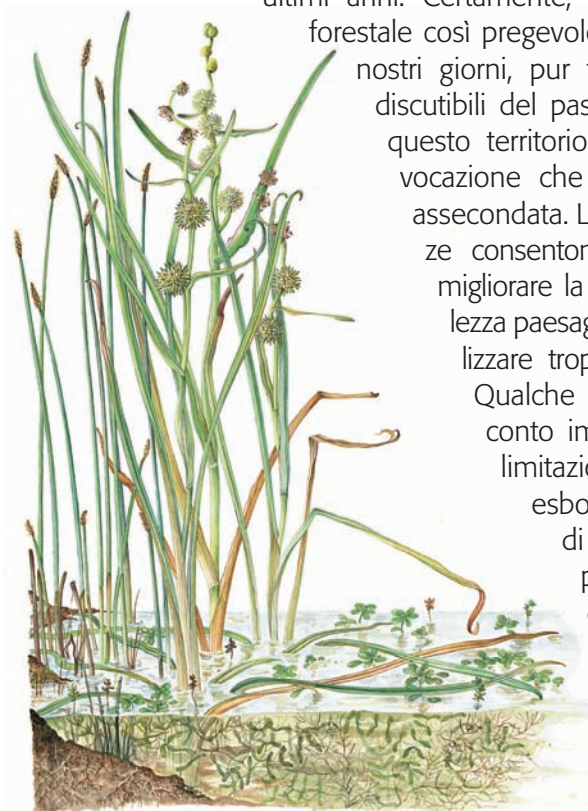 ultimi anni. Certamente,
forestale così pregevole
nostri giorni, pur
discutibili del pas
questo territorio
vocazione che
assecondata. L
ze consenton
migliorare la
lezza paesag
lizzare trop
Qualche
conto im
limitazio
esbo
di
p